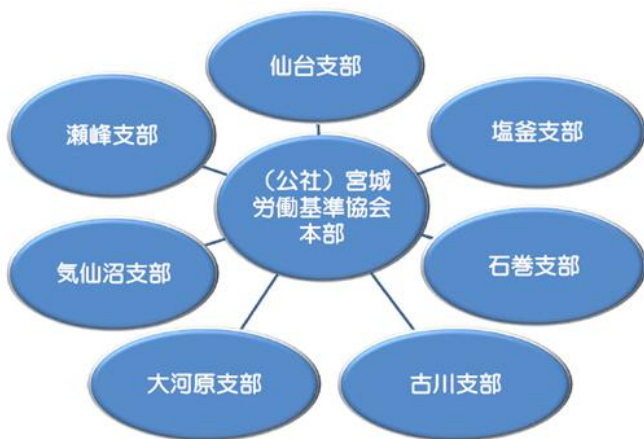 仙台支部
瀬峰支部
塩釜支部
（公社）宮城
労働基準協会
本部
気仙沼支部
石巻支部
大河原支部
古川支部